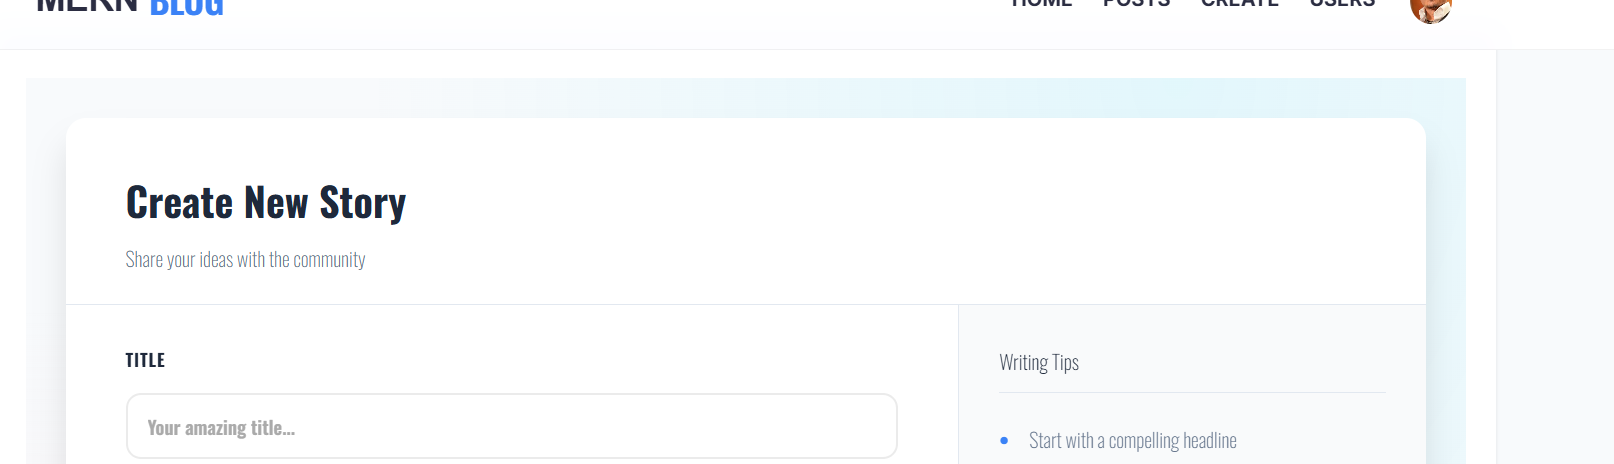 MERN BLOG
HOME POSTS CREATE USERS
Create New Story
Share your ideas with the community
TITLE
Your amazing title...
Writing Tips
Start with a compelling headline